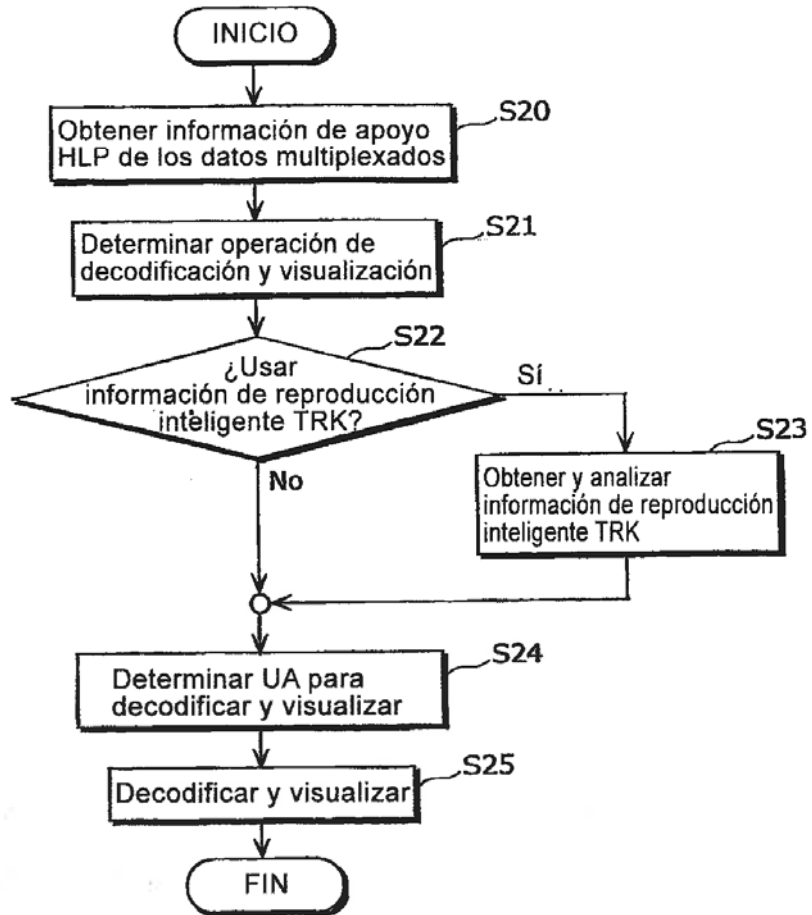 INICIO
S20
Obtener información de apoyo
HLP de los datos multiplexados
S21
Determinar operación de
decodificación y visualización
S22
¿Usar
información de reproducción
inteligente TRK?
Sí
S23
Obtener y analizar
información de reproducción
inteligente TRK
No
S24
Determinar UA para
decodificar y visualizar
S25
Decodificar y visualizar
FIN